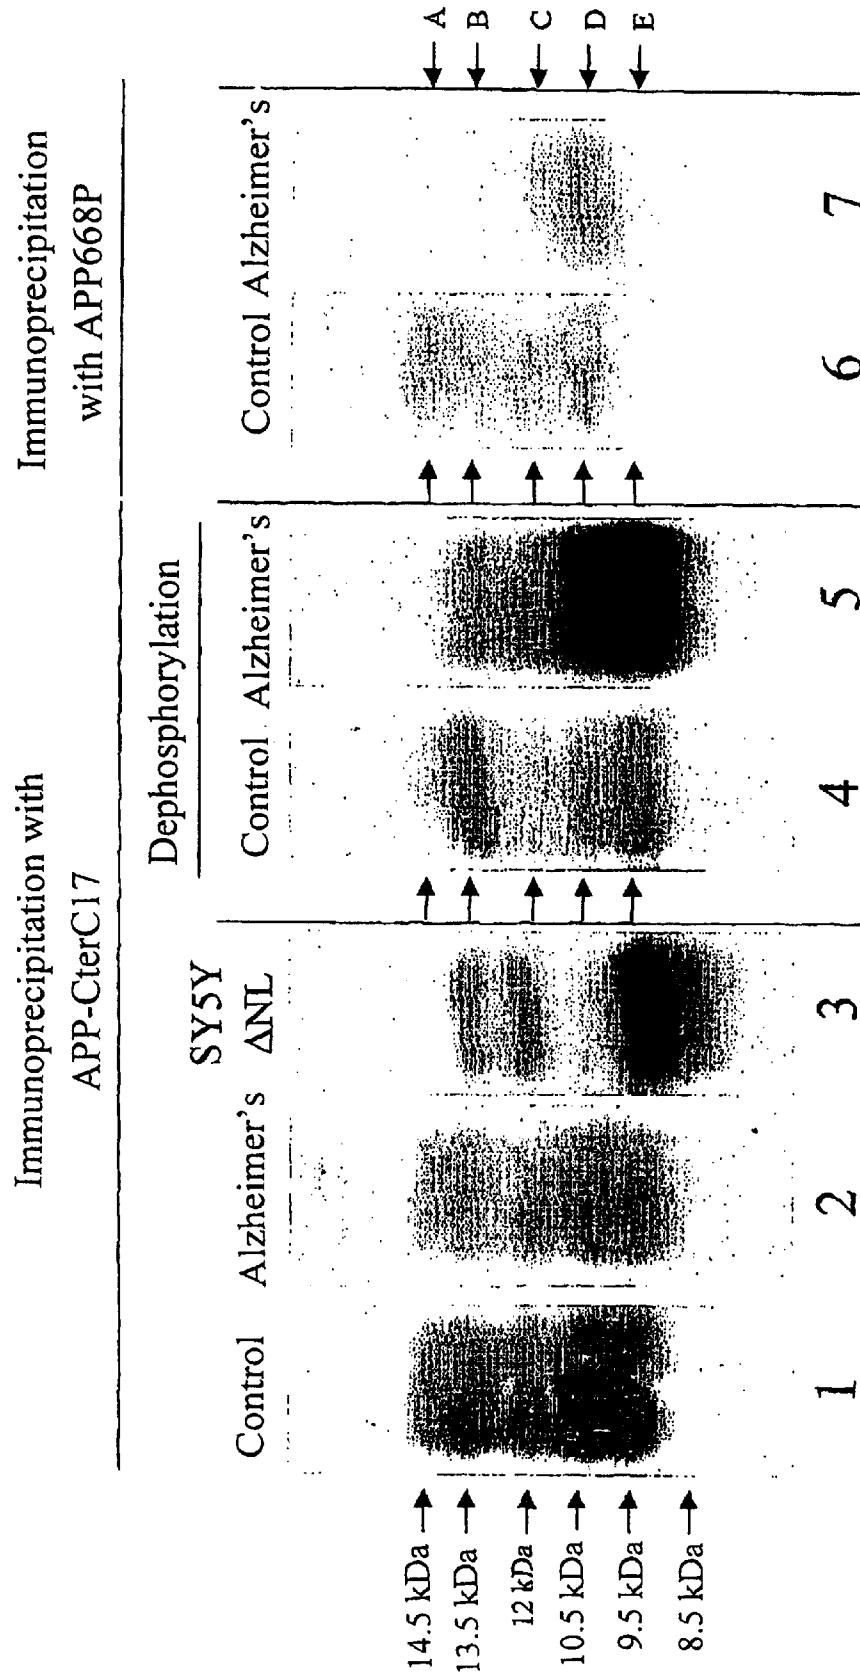 Immunoprecipitation with
APP-CterC17
Immunoprecipitation
with APP668P
Dephosphorylation
SY5Y
ΔNL
Control Alzheimer's
Control Alzheimer's
Control Alzheimer's
14.5 kDa
13.5 kDa
12 kDa
10.5 kDa
9.5 kDa
8.5 kDa
A
B
C
D
E
1 2 3 4 5 6 7